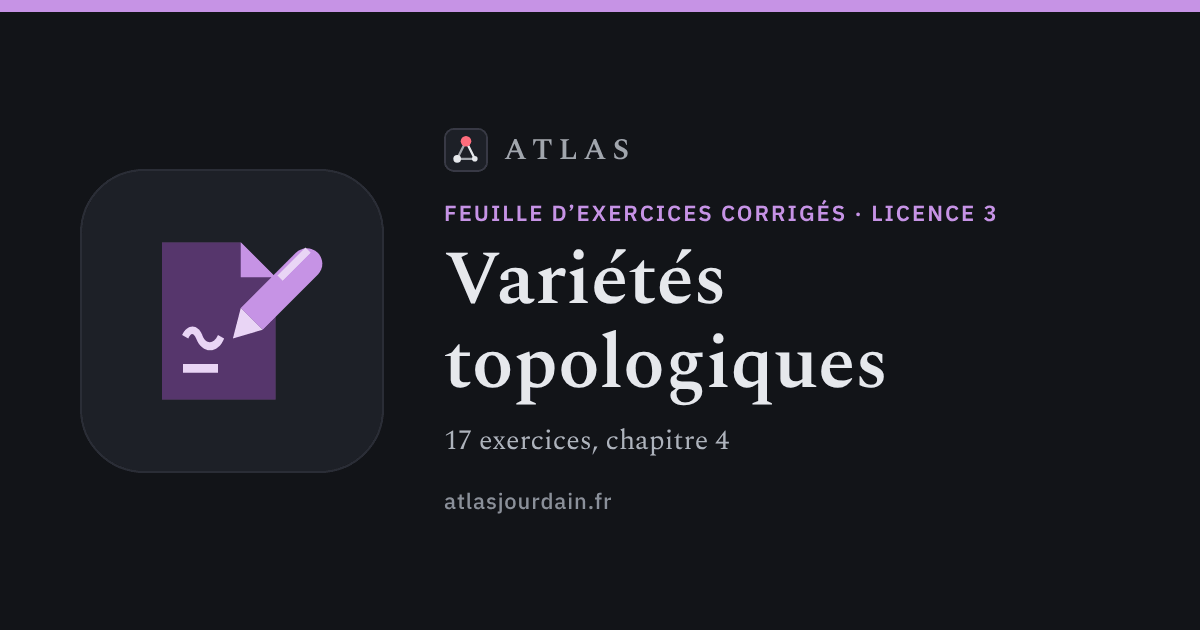 ATLAS
FEUILLE D’EXERCICES CORRIGÉS · LICENCE 3
Variétés
topologiques
17 exercices, chapitre 4
atlasjourdain.fr